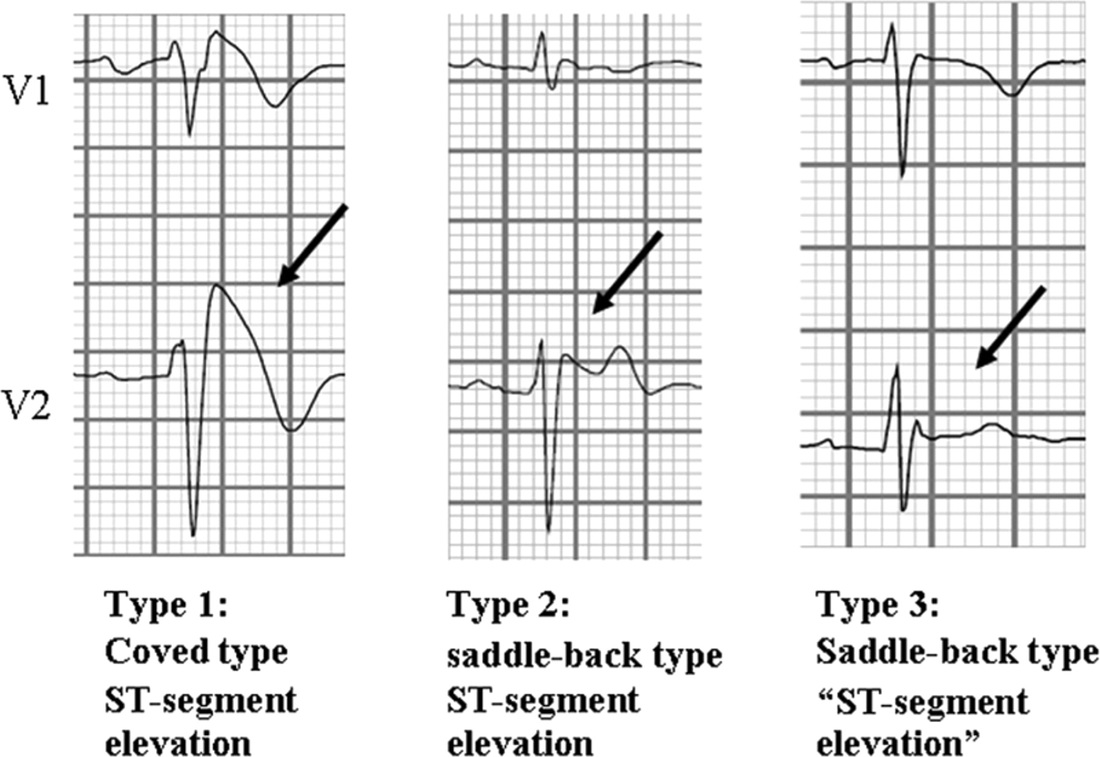 V1
V2
Type 1:
Coved type
ST-segment
elevation
Type 2:
saddle-back type
ST-segment
elevation
Type 3:
Saddle-back type
“ST-segment
elevation”